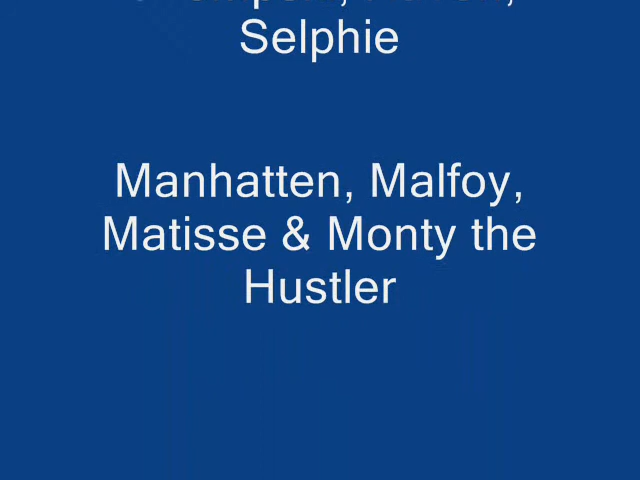 Selphie
Manhatten, Malfoy,
Matisse & Monty the
Hustler